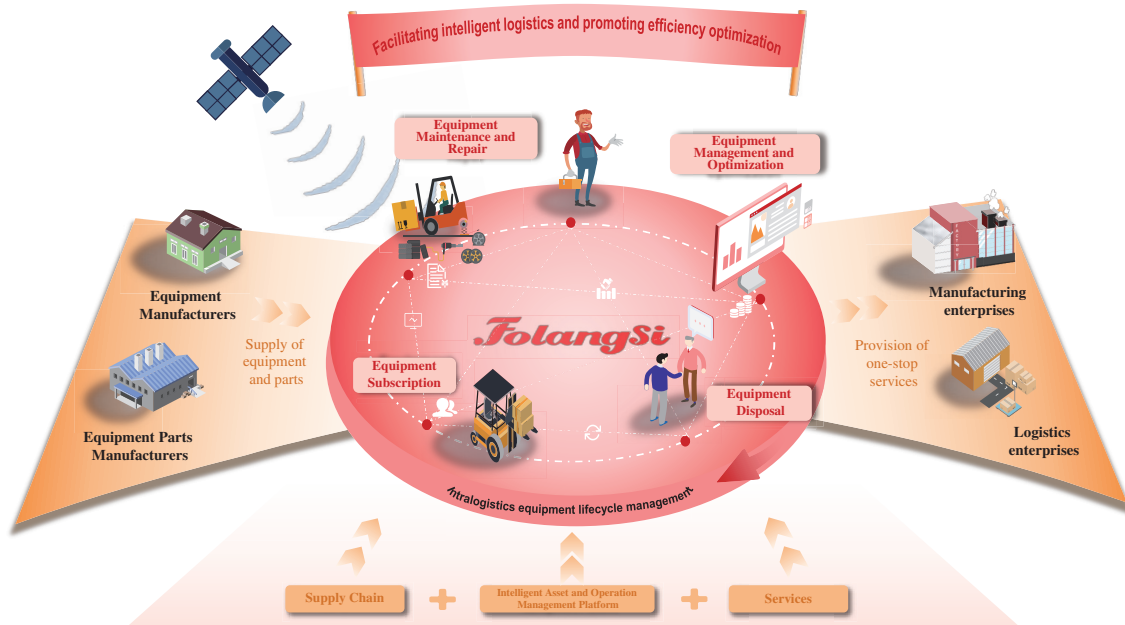 Facilitating intelligent logistics and promoting efficiency optimization
Equipment
Maintenance and
Repair
Equipment
Management and
Optimization
Equipment
Manufacturers
Supply of
equipment
and parts
Equipment Parts
Manufacturers
FolangSi
Equipment
Subscription
Equipment
Disposal
Manufacturing
enterprises
Provision of
one-stop
services
Logistics
enterprises
Intralogistics equipment lifecycle management
Supply Chain
Intelligent Asset and Operation
Management Platform
Services